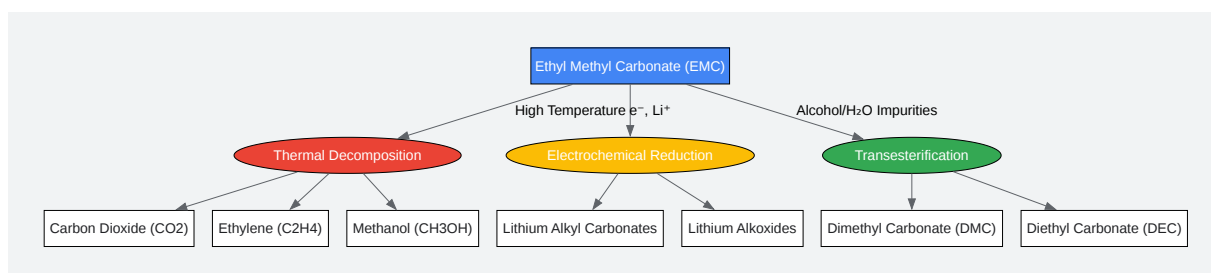 Ethyl Methyl Carbonate (EMC)
High Temperature
e⁻, Li⁺
Alcohol/H₂O Impurities
Thermal Decomposition
Electrochemical Reduction
Transesterification
Carbon Dioxide (CO2)
Ethylene (C2H4)
Methanol (CH3OH)
Lithium Alkyl Carbonates
Lithium Alkoxides
Dimethyl Carbonate (DMC)
Diethyl Carbonate (DEC)